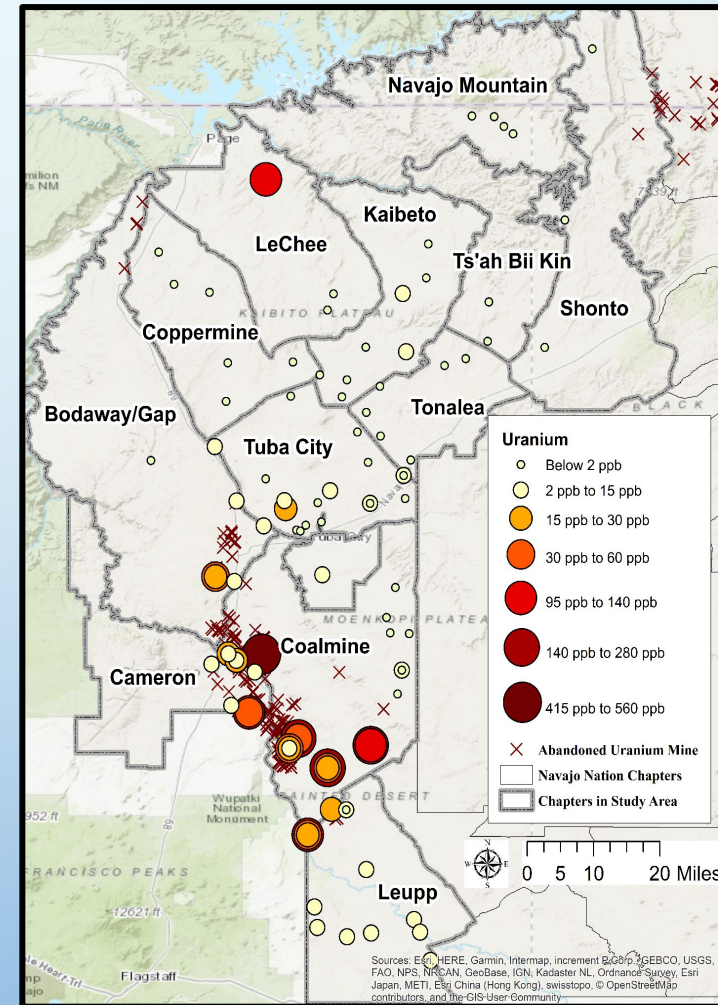 Navajo Mountain
Page
LeChee
Kaibeto
Ts'ah Bii Kin
KAIBITO PLATEAU
Shonto
Coppermine
Bodaway/Gap
Tonalea
BLACK
Tuba City
MOENKOPI PLATEA
Coalmine
Cameron
Wupatki
National
Monument
PAINTED DESERT
Leupp
FRANCISCO PEAKS
12621 ft
Flagstaff
Uranium
Below 2 ppb
2 ppb to 15 ppb
15 ppb to 30 ppb
30 ppb to 60 ppb
95 ppb to 140 ppb
140 ppb to 280 ppb
415 ppb to 560 ppb
Abandoned Uranium Mine
Navajo Nation Chapters
Chapters in Study Area
N
W E
S
0 5 10 20 Miles
Sources: Esri, HERE, Garmin, Intermap, increment P Corp., GEBCO, USGS,
FAO, NPS, NRCAN, GeoBase, IGN, Kadaster NL, Ordnance Survey, Esri
Japan, METI, Esri China (Hong Kong), swisstopo, © OpenStreetMap
contributors, and the GIS User Community